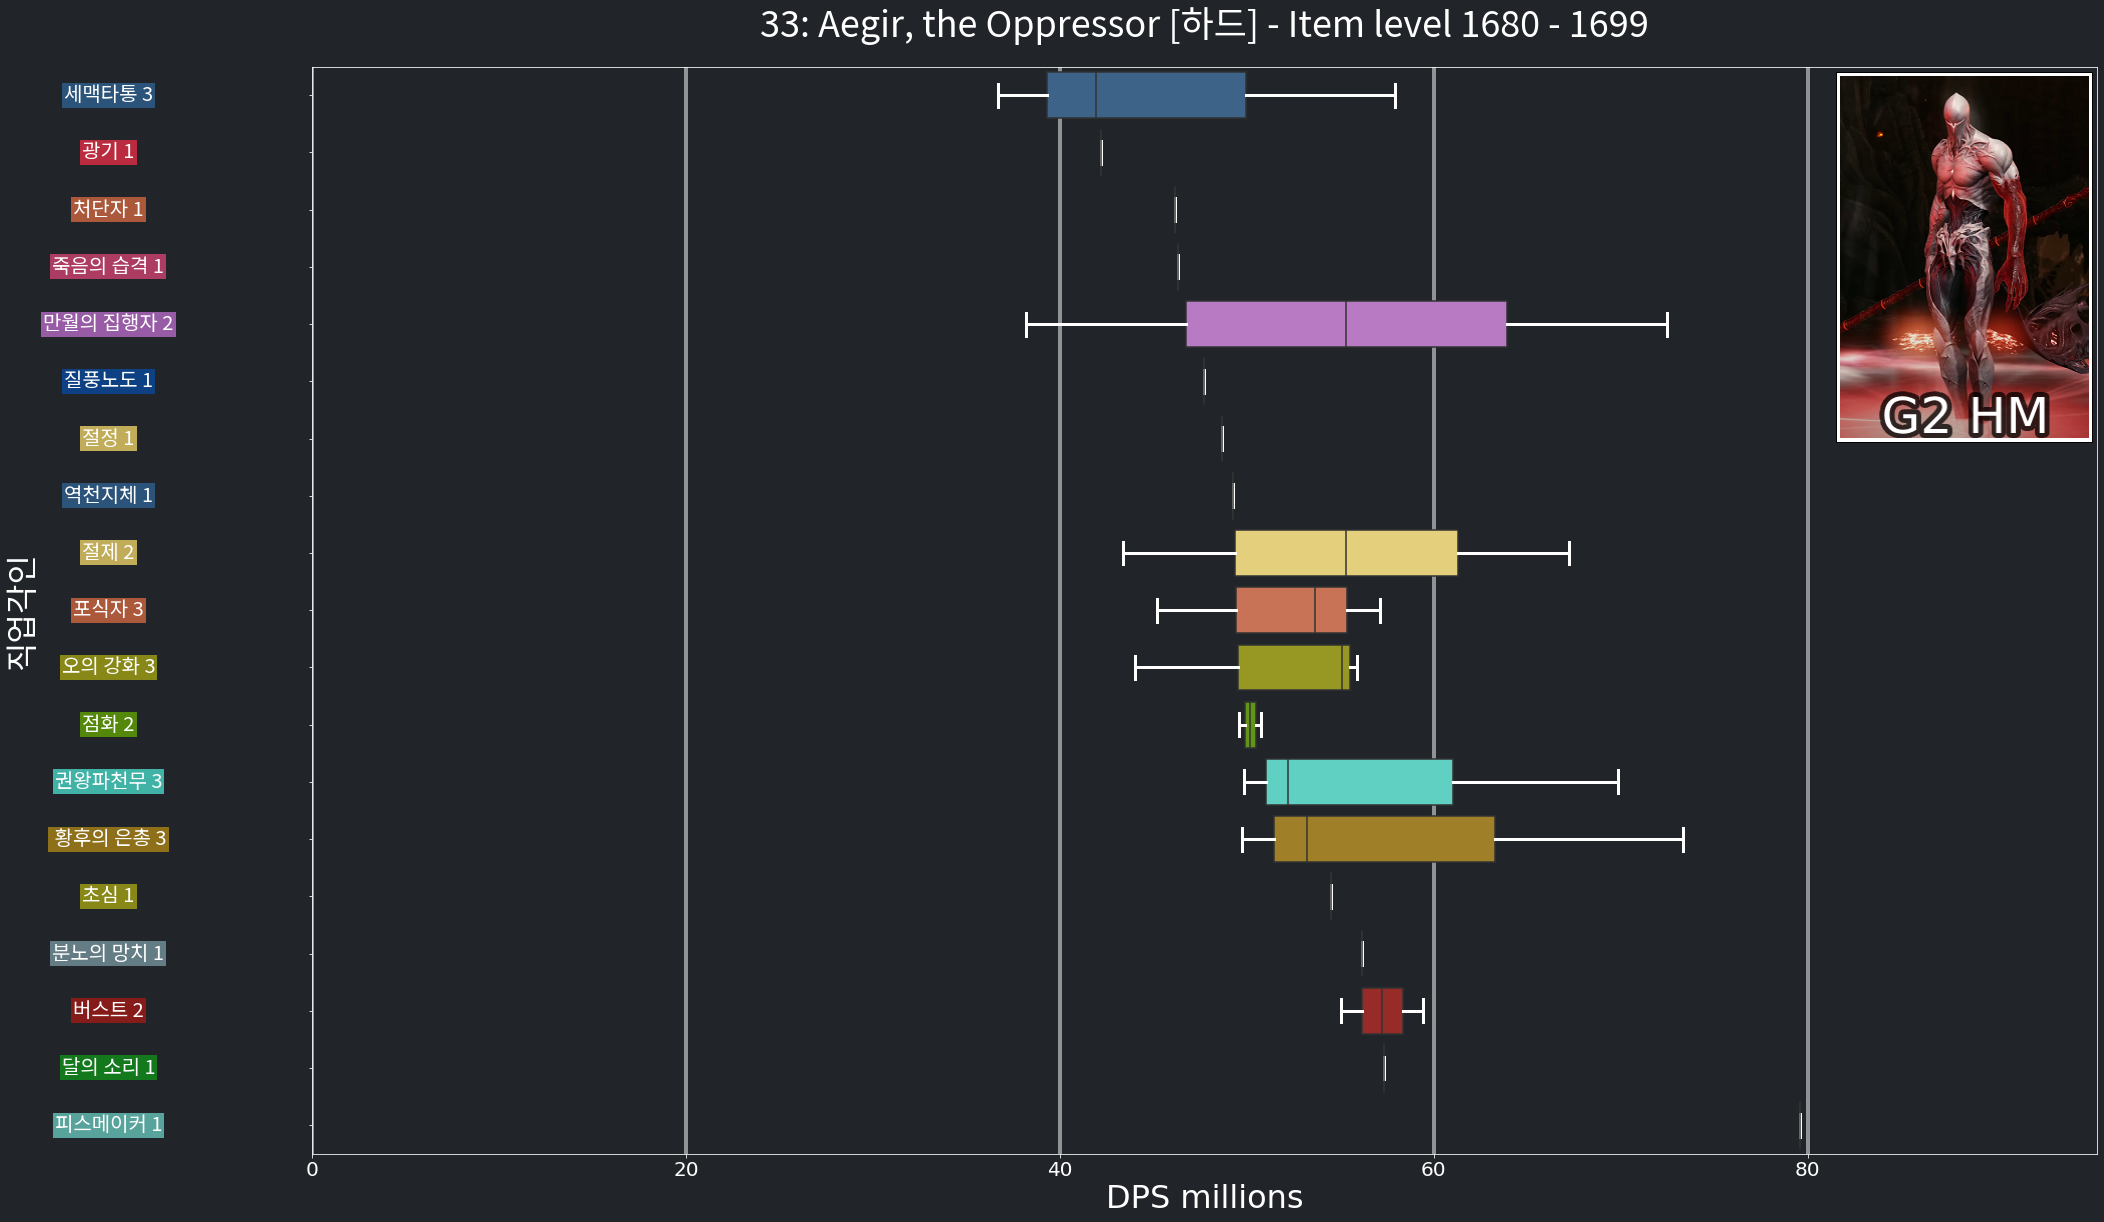 33: Aegir, the Oppressor [하드] - Item level 1680 - 1699
세맥타통 3
광기 1
처단자 1
죽음의 습격 1
만월의 집행자 2
질풍노도 1
절정 1
역천지체 1
절제 2
포식자 3
오의 강화 3
점화 2
권왕파천무 3
황후의 은총 3
초심 1
분노의 망치 1
버스트 2
달의 소리 1
피스메이커 1
직업각인
G2 HM
0 20 40 60 80
DPS millions